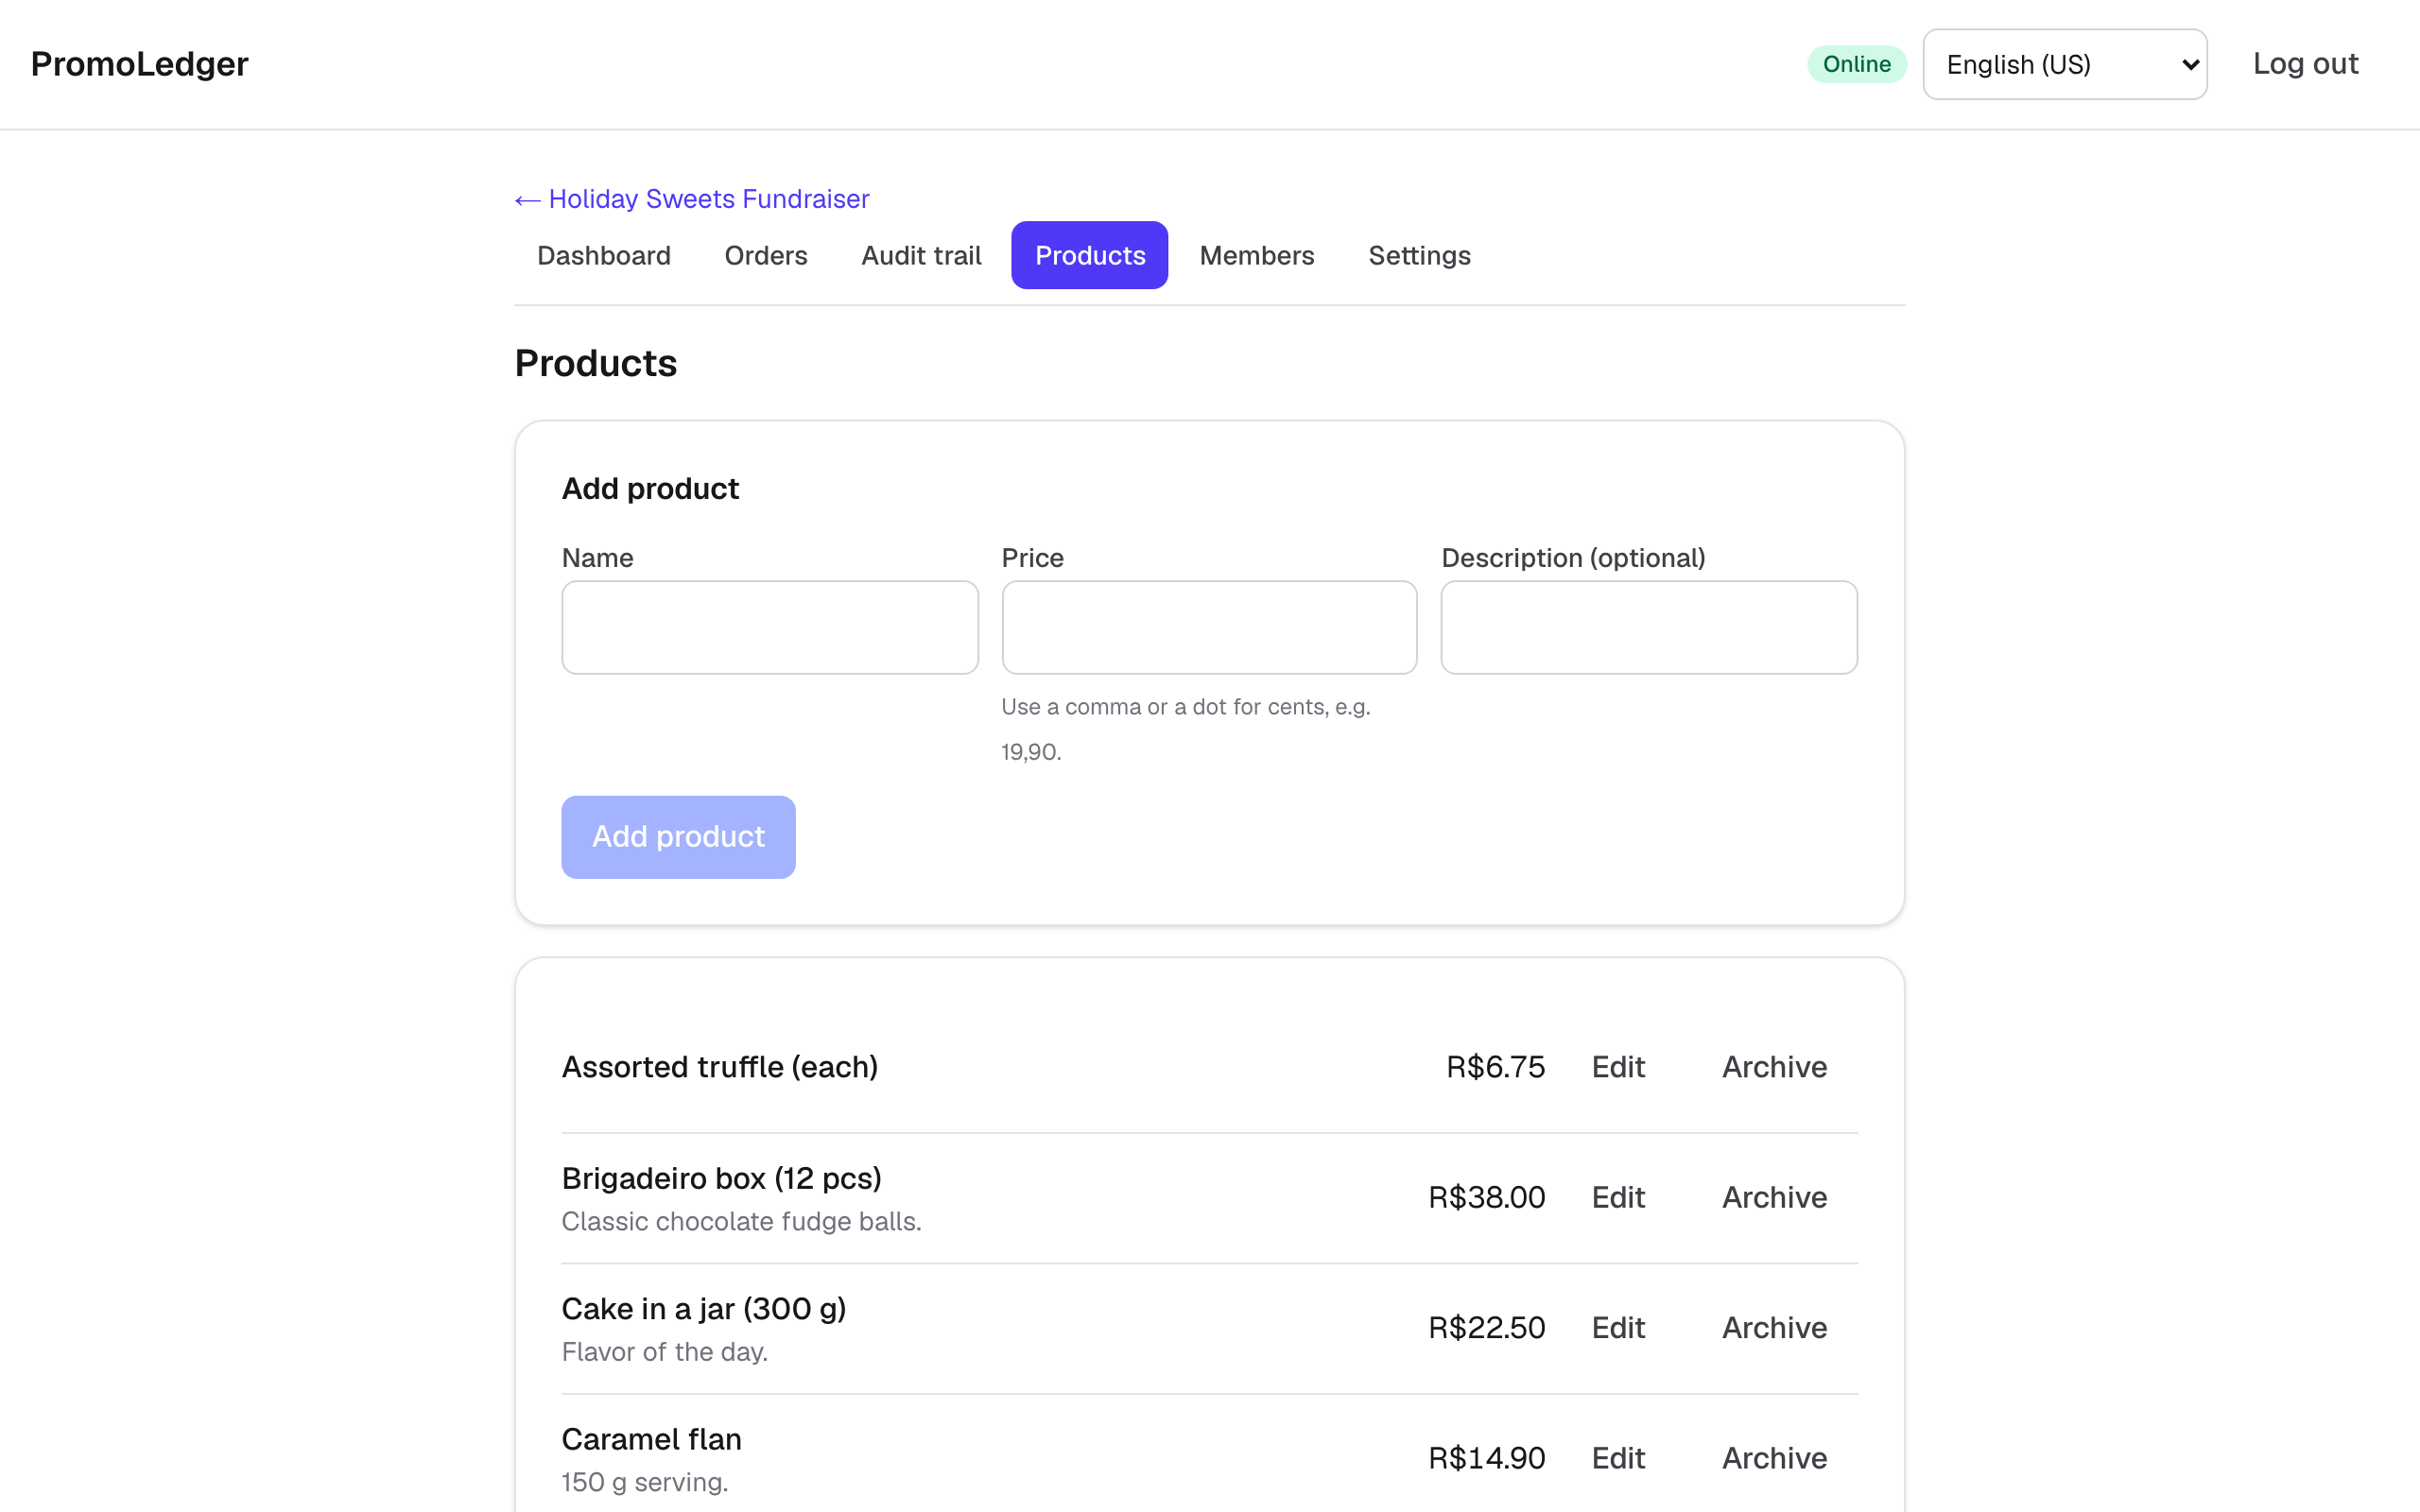 PromoLedger
Online
English (US)
Log out
← Holiday Sweets Fundraiser
Dashboard
Orders
Audit trail
Products
Members
Settings
Products
Add product
Name
Price
Description (optional)
Use a comma or a dot for cents, e.g.
19,90.
Add product
Assorted truffle (each)
R$6.75
Edit
Archive
Brigadeiro box (12 pcs)
Classic chocolate fudge balls.
R$38.00
Edit
Archive
Cake in a jar (300 g)
Flavor of the day.
R$22.50
Edit
Archive
Caramel flan
150 g serving.
R$14.90
Edit
Archive